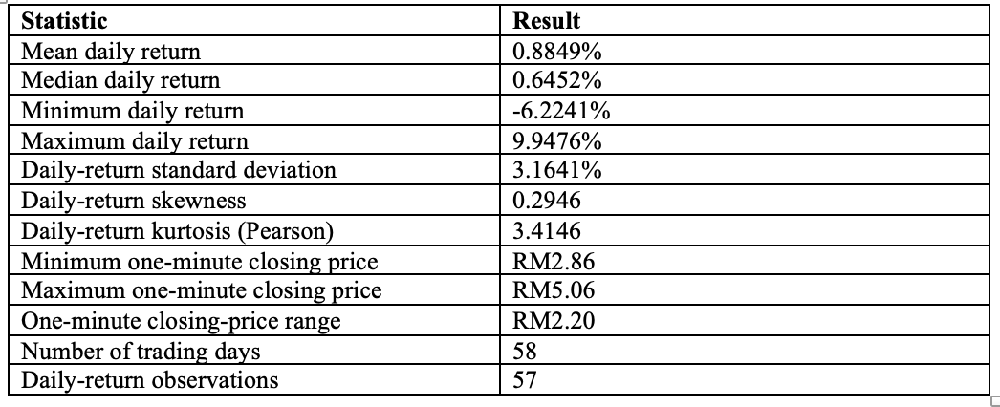 Statistic Result
Mean daily return 0.8849%
Median daily return 0.6452%
Minimum daily return -6.2241%
Maximum daily return 9.9476%
Daily-return standard deviation 3.1641%
Daily-return skewness 0.2946
Daily-return kurtosis (Pearson) 3.4146
Minimum one-minute closing price RM2.86
Maximum one-minute closing price RM5.06
One-minute closing-price range RM2.20
Number of trading days 58
Daily-return observations 57